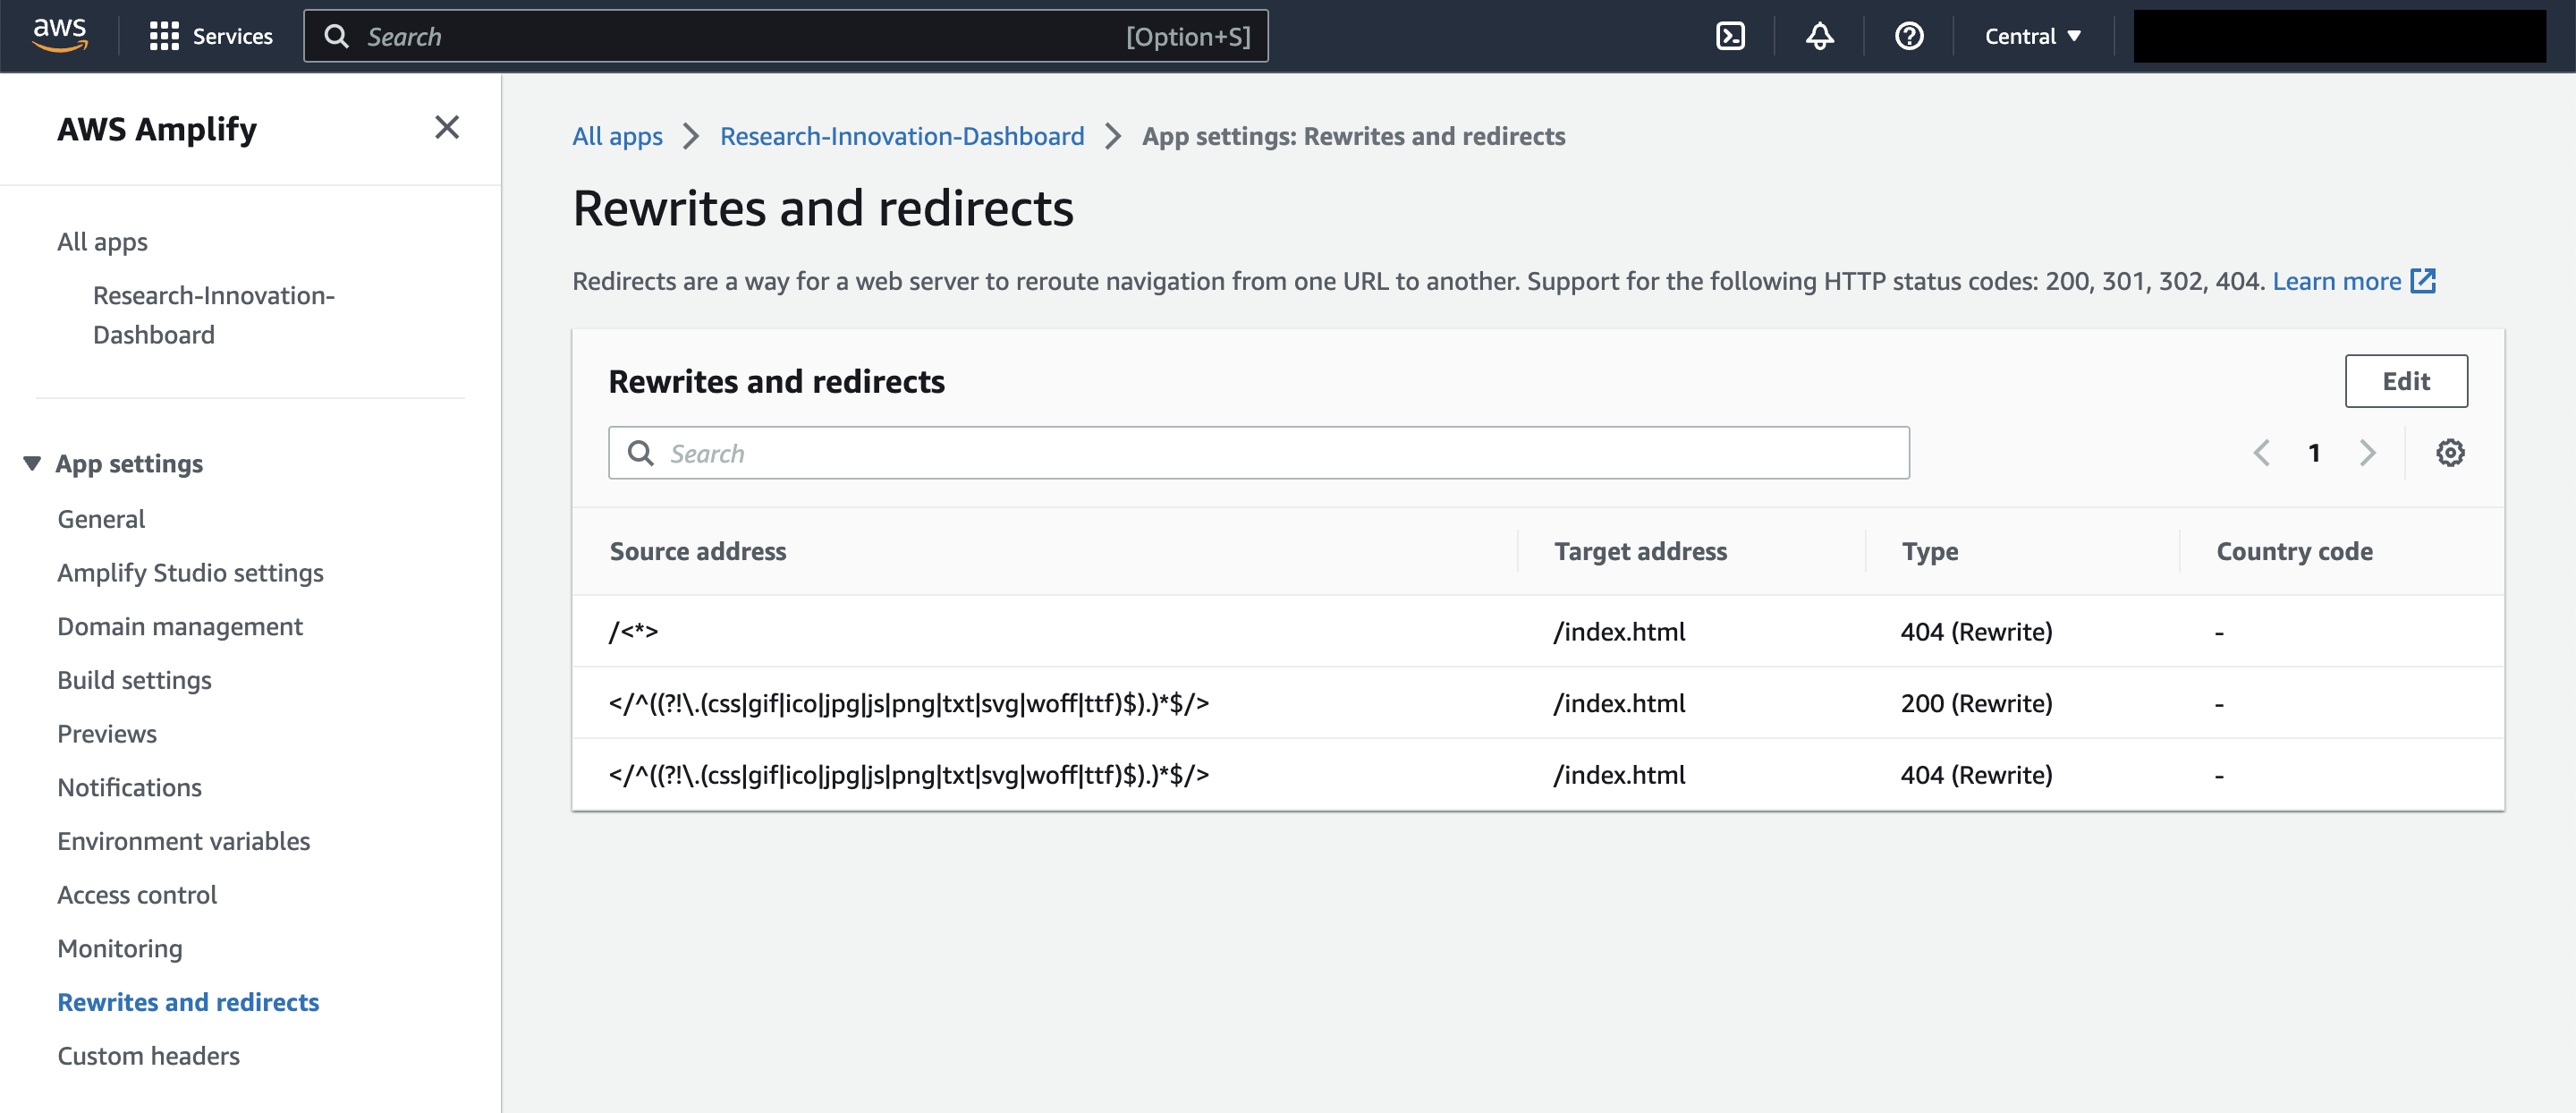 aws
Services
Search
[Option+S]
Central
AWS Amplify
All apps
Research-Innovation-
Dashboard
App settings
General
Amplify Studio settings
Domain management
Build settings
Previews
Notifications
Environment variables
Access control
Monitoring
Rewrites and redirects
Custom headers
All apps
Research-Innovation-Dashboard
App settings: Rewrites and redirects
Rewrites and redirects
Redirects are a way for a web server to reroute navigation from one URL to another. Support for the following HTTP status codes: 200, 301, 302, 404. Learn more
Rewrites and redirects
Edit
Search
1
Source address Target address Type Country code
/<*> /index.html 404 (Rewrite) -
</^((?!\.(css|gif|ico|jpg|js|png|txt|svg|woff|ttf)$).)*$/> /index.html 200 (Rewrite) -
</^((?!\.(css|gif|ico|jpg|js|png|txt|svg|woff|ttf)$).)*$/> /index.html 404 (Rewrite) -